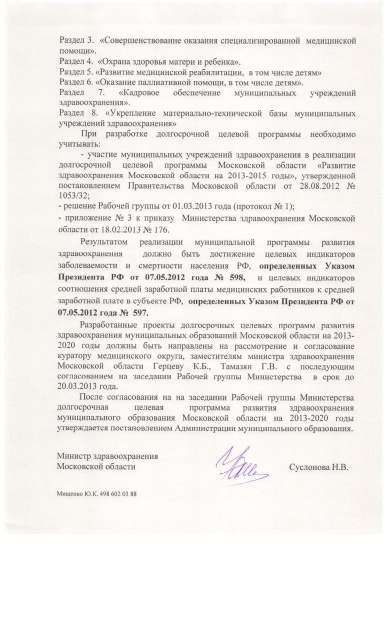 Раздел 3. «Совершенствование оказания специализированной медицинской
помощи».
Раздел 4. «Охрана здоровья матери и ребенка».
Раздел 5. «Развитие медицинской реабилитации, в том числе детям»
Раздел 6. «Оказание паллиативной помощи, в том числе детям».
Раздел 7. «Кадровое обеспечение муниципальных учреждений
здравоохранения».
Раздел 8. «Укрепление материально-технической базы муниципальных
учреждений здравоохранения»
При разработке долгосрочной целевой программы необходимо
учитывать:
- участие муниципальных учреждений здравоохранения в реализации
долгосрочной целевой программы Московской области «Развитие
здравоохранения Московской области на 2013-2015 годы», утвержденной
постановлением Правительства Московской области от 28.08.2012 №
1053/32;
- решение Рабочей группы от 01.03.2013 года (протокол № 1);
- приложение № 3 к приказу Министерства здравоохранения Московской
области от 18.02.2013 № 176.
Результатом реализации муниципальной программы развития
здравоохранения должно быть достижение целевых индикаторов
заболеваемости и смертности населения РФ, определенных Указом
Президента РФ от 07.05.2012 года № 598, и целевых индикаторов
соотношения средней заработной платы медицинских работников к средней
заработной плате в субъекте РФ, определенных Указом Президента РФ от
07.05.2012 года № 597.
Разработанные проекты долгосрочных целевых программ развития
здравоохранения муниципальных образований Московской области на 2013-
2020 годы должны быть направлены на рассмотрение и согласование
куратору медицинского округа, заместителям министра здравоохранения
Московской области Герцеву К.Б., Тамазян Г.В. с последующим
согласованием на заседании Рабочей группы Министерства в срок до
20.03.2013 года.
После согласования на на заседании Рабочей группы Министерства
долгосрочная целевая программа развития здравоохранения
муниципального образования Московской области на 2013-2020 годы
утверждается постановлением Администрации муниципального образования.
Министр здравоохранения
Московской области Суслонова Н.В.
Мищенко Ю.К. 498 602 03 88